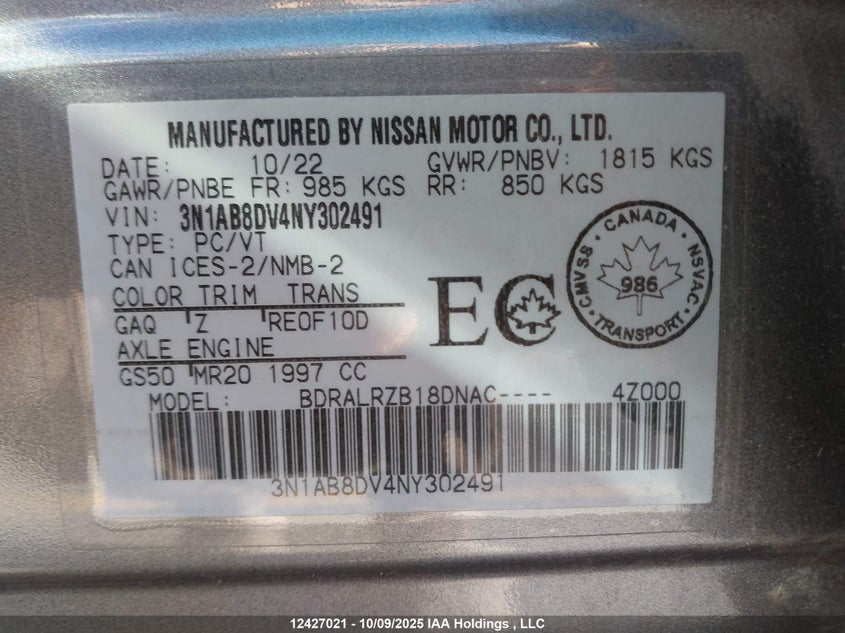 MANUFACTURED BY NISSAN MOTOR CO., LTD.
DATE: 10/22 GVWR/PNBV: 1815 KGS
GAWR/PNBE FR: 985 KGS RR: 850 KGS
VIN: 3N1AB8DV4NY302491
TYPE: PC/VT
CAN ICES-2/NMB-2
COLOR TRIM TRANS
GAQ Z RE0F10D
AXLE ENGINE
GS50 MR20 1997 CC
EC
CANADA
CMVSS
NSVAC
986
TRANSPORT
MODEL: BDRALRZB18DNAC---- 4Z000
3N1AB8DV4NY302491
12427021 - 10/09/2025 IAA Holdings , LLC